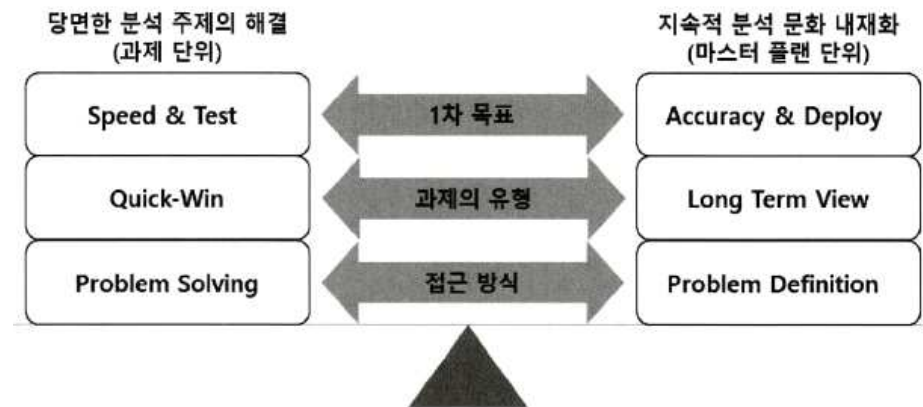 당면한 분석 주제의 해결
(과제 단위)
지속적 분석 문화 내재화
(마스터 플랜 단위)
Speed & Test
1차 목표
Accuracy & Deploy
Quick-Win
과제의 유형
Long Term View
Problem Solving
접근 방식
Problem Definition